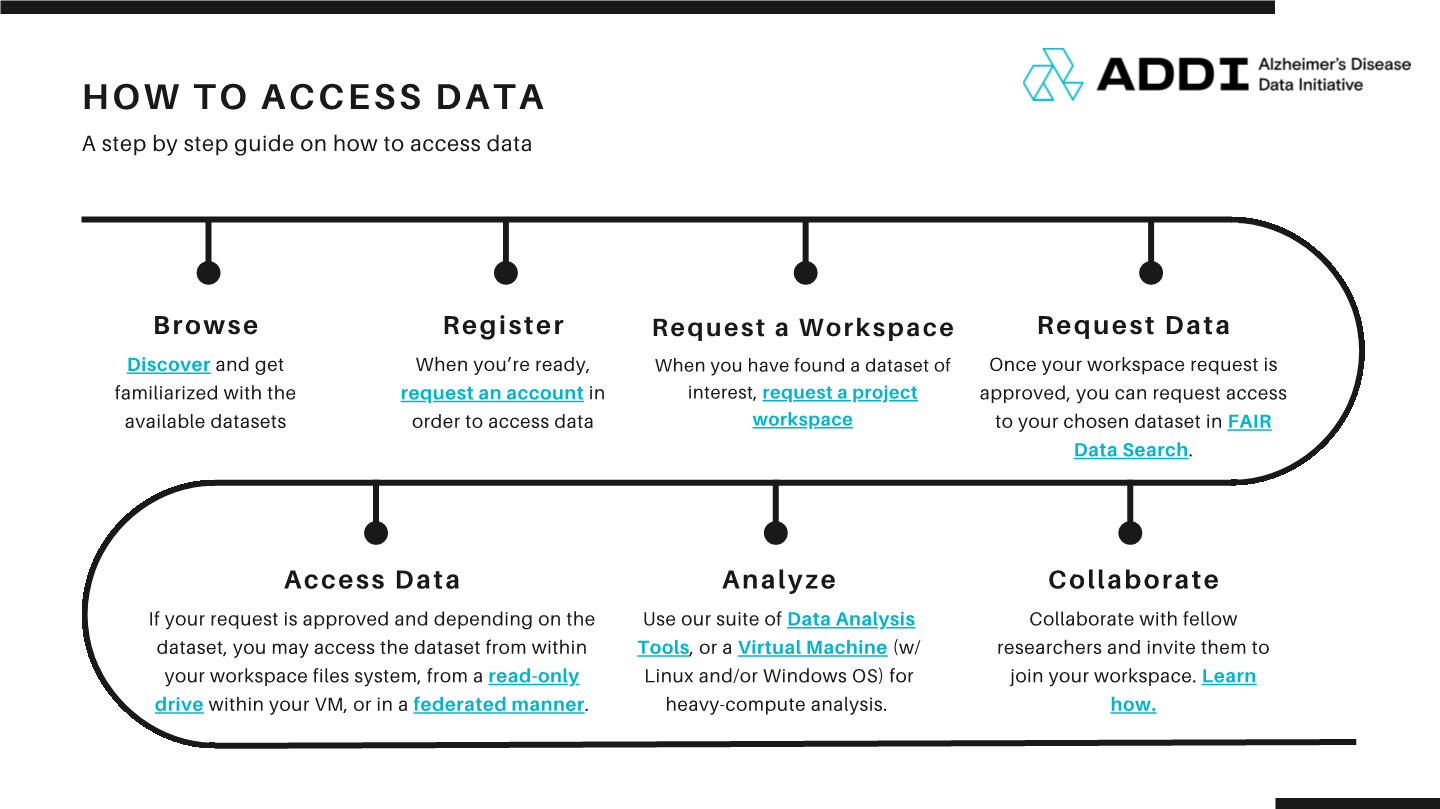 HOW TO ACCESS DATA
A step by step guide on how to access data
ADDI
Alzheimer's Disease
Data Initiative
Browse
Discover and get
familiarized with the
available datasets
Register
When you’re ready,
request an account in
order to access data
Request a Workspace
When you have found a dataset of
interest, request a project
workspace
Request Data
Once your workspace request is
approved, you can request access
to your chosen dataset in FAIR
Data Search.
Access Data
If your request is approved and depending on the
dataset, you may access the dataset from within
your workspace files system, from a read-only
drive within your VM, or in a federated manner.
Analyze
Use our suite of Data Analysis
Tools, or a Virtual Machine (w/
Linux and/or Windows OS) for
heavy-compute analysis.
Collaborate
Collaborate with fellow
researchers and invite them to
join your workspace. Learn
how.